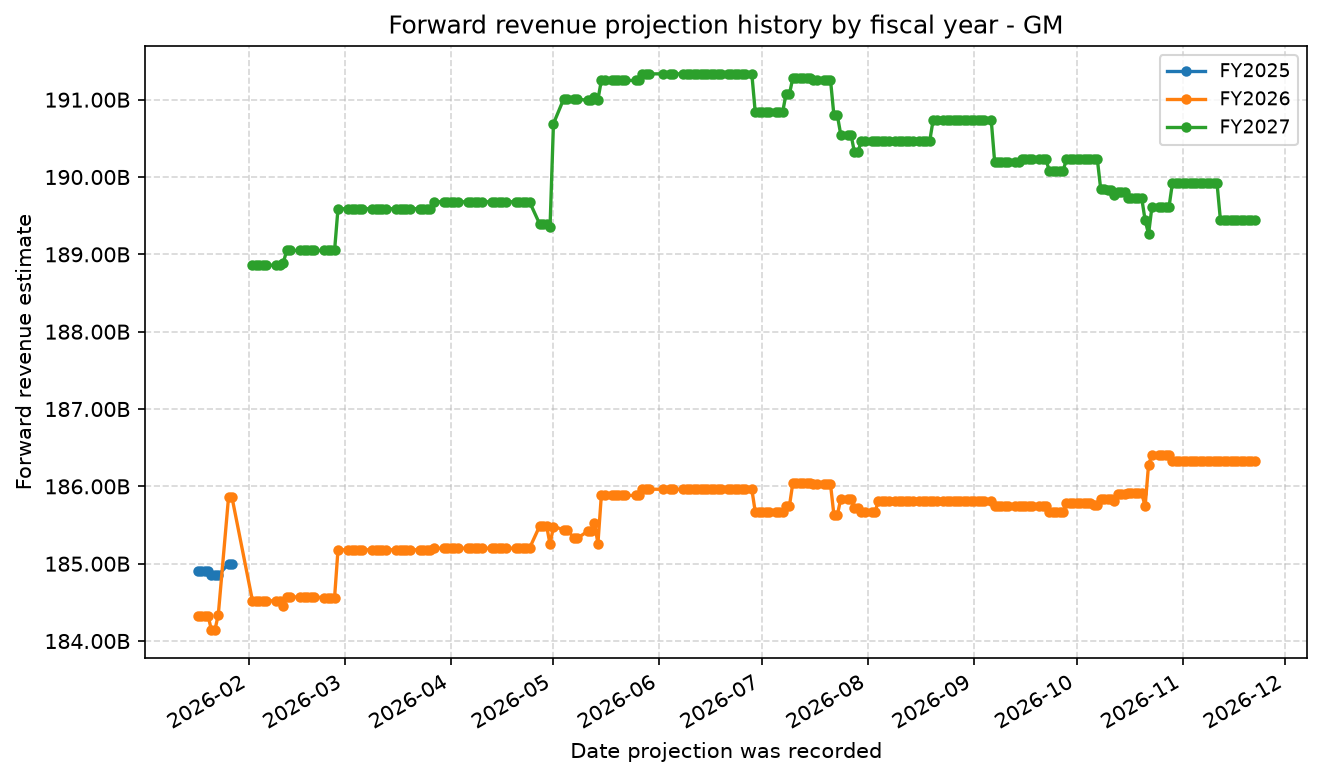 Forward revenue projection history by fiscal year - GM
FY2025
FY2026
FY2027
Forward revenue estimate
191.00B
190.00B
189.00B
188.00B
187.00B
186.00B
185.00B
184.00B
2026-02
2026-03
2026-04
2026-05
2026-06
2026-07
2026-08
2026-09
2026-10
2026-11
2026-12
Date projection was recorded